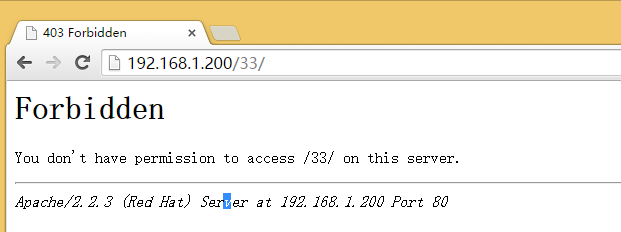 403 Forbidden
192.168.1.200/33/
Forbidden
You don't have permission to access /33/ on this server.
Apache/2.2.3 (Red Hat) Server at 192.168.1.200 Port 80